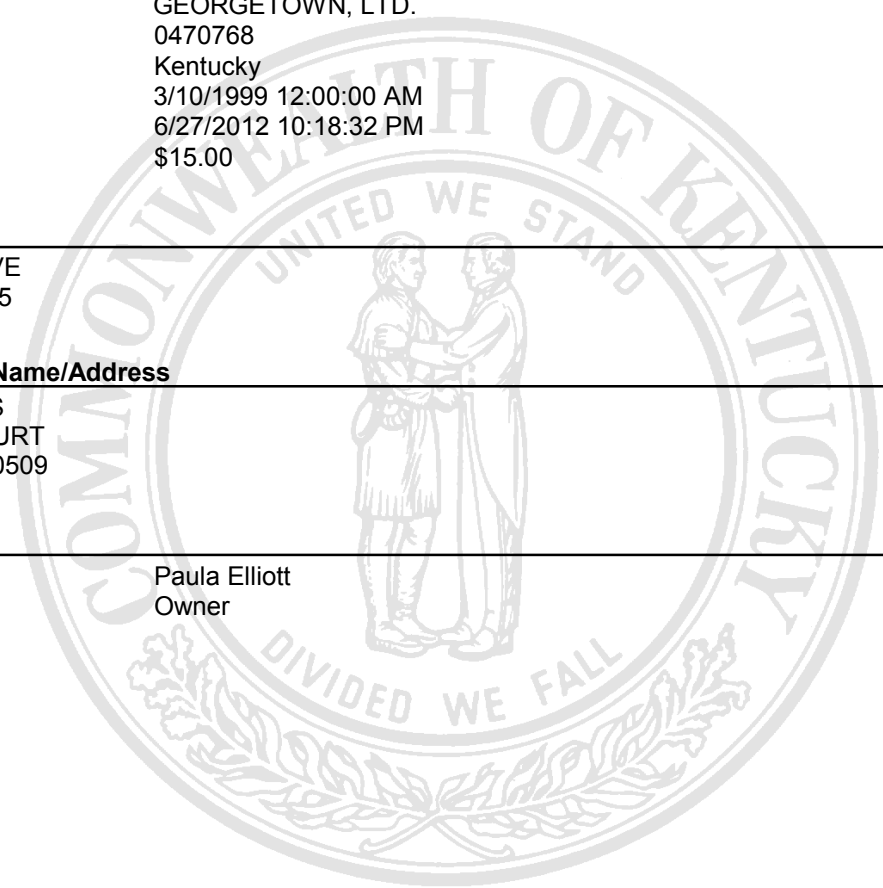 GEORGETOWN, LTD.
0470768
Kentucky
3/10/1999 12:00:00 AM
6/27/2012 10:18:32 PM
$15.00
COMMONWEALTH OF KENTUCKY
UNITED WE STAND
Name/Address
URT
0509
Paula Elliott
Owner
DIVIDED WE FALL